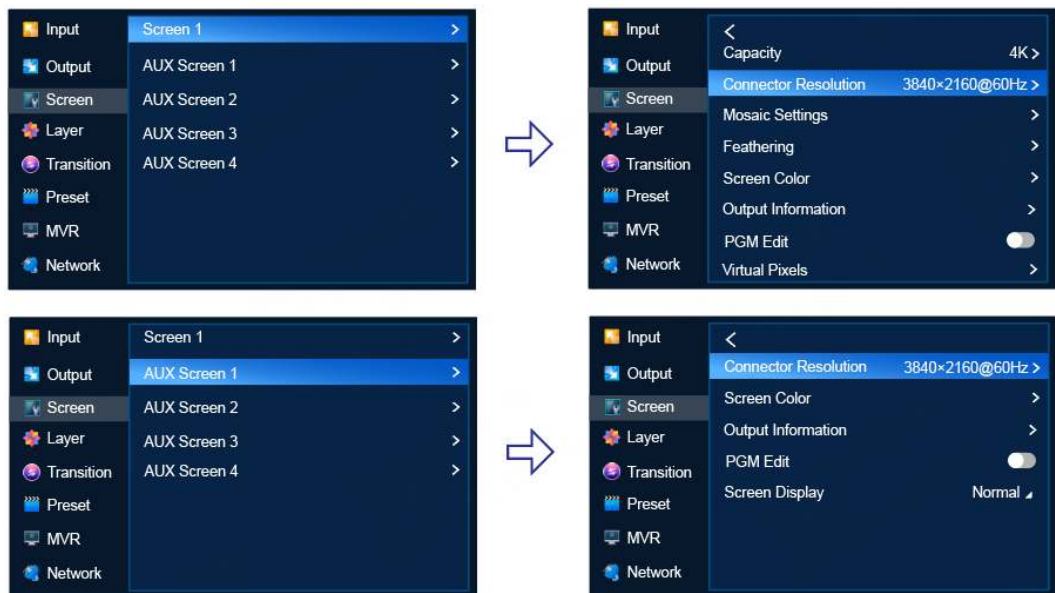 Input
Output
Screen
Layer
Transition
Preset
MVR
Network
Screen 1 >
AUX Screen 1 >
AUX Screen 2 >
AUX Screen 3 >
AUX Screen 4 >
Input
Output
Screen
Layer
Transition
Preset
MVR
Network
<
Capacity 4K >
Connector Resolution 3840×2160@60Hz >
Mosaic Settings >
Feathering >
Screen Color >
Output Information >
PGM Edit
Virtual Pixels >
Input
Output
Screen
Layer
Transition
Preset
MVR
Network
Screen 1 >
AUX Screen 1 >
AUX Screen 2 >
AUX Screen 3 >
AUX Screen 4 >
Input
Output
Screen
Layer
Transition
Preset
MVR
Network
<
Connector Resolution 3840×2160@60Hz >
Screen Color >
Output Information >
PGM Edit
Screen Display Normal